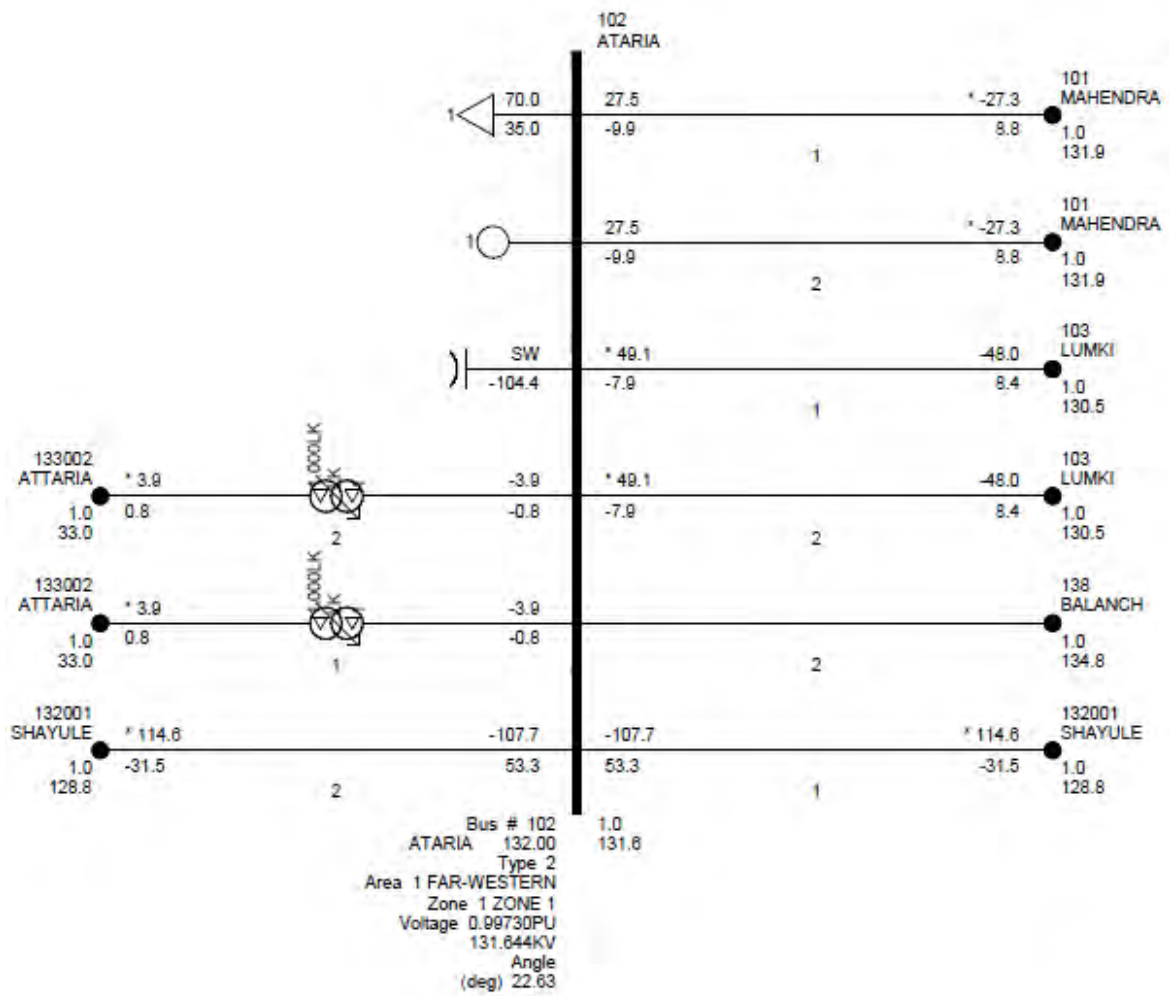 102
ATARIA
1 70.0 27.5 * -27.3 101
MAHENDRA
35.0 -9.9 8.8 1.0
131.9
1
1 27.5 * -27.3 101
MAHENDRA
-9.9 8.8 1.0
131.9
2
SW * 49.1 -48.0 103
LUMKI
-104.4 -7.9 8.4 1.0
130.5
1
133002
ATTARIA * 3.9 -3.9 * 49.1 -48.0 103
LUMKI
1.0 0.8 -0.8 -7.9 8.4 1.0
33.0 130.5
2 2
133002
ATTARIA * 3.9 -3.9 138
BALANCH
1.0 0.8 -0.8 1.0
33.0 134.8
1 2
132001
SHAYULE * 114.6 -107.7 -107.7 * 114.6 132001
SHAYULE
1.0 -31.5 53.3 53.3 -31.5 1.0
128.8 128.8
2 1
Bus # 102 1.0
ATARIA 132.00 131.6
Type 2
Area 1 FAR-WESTERN
Zone 1 ZONE 1
Voltage 0.99730PU
131.644KV
Angle
(deg) 22.63